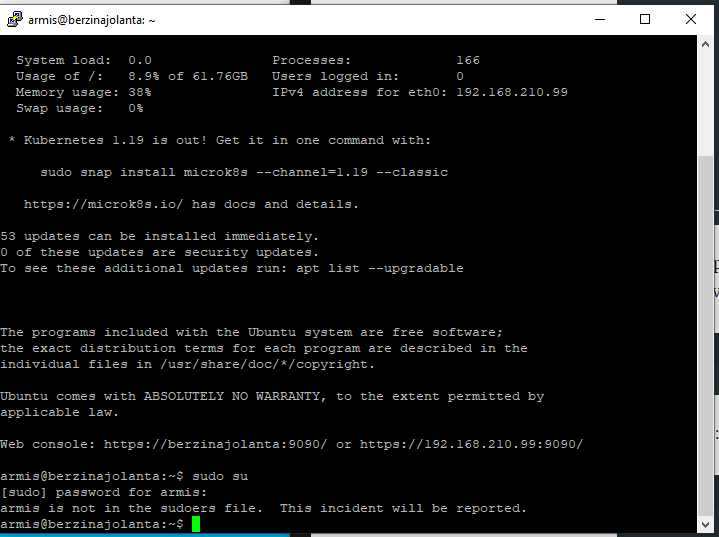 armis@berzinajolanta: ~
System load: 0.0 Processes: 166
Usage of /: 8.9% of 61.76GB Users logged in: 0
Memory usage: 38% IPv4 address for eth0: 192.168.210.99
Swap usage: 0%
* Kubernetes 1.19 is out! Get it in one command with:
sudo snap install microk8s --channel=1.19 --classic
https://microk8s.io/ has docs and details.
53 updates can be installed immediately.
0 of these updates are security updates.
To see these additional updates run: apt list --upgradable
The programs included with the Ubuntu system are free software;
the exact distribution terms for each program are described in the
individual files in /usr/share/doc/*/copyright.
Ubuntu comes with ABSOLUTELY NO WARRANTY, to the extent permitted by
applicable law.
Web console: https://berzinajolanta:9090/ or https://192.168.210.99:9090/
armis@berzinajolanta:~$ sudo su
[sudo] password for armis:
armis is not in the sudoers file.  This incident will be reported.
armis@berzinajolanta:~$